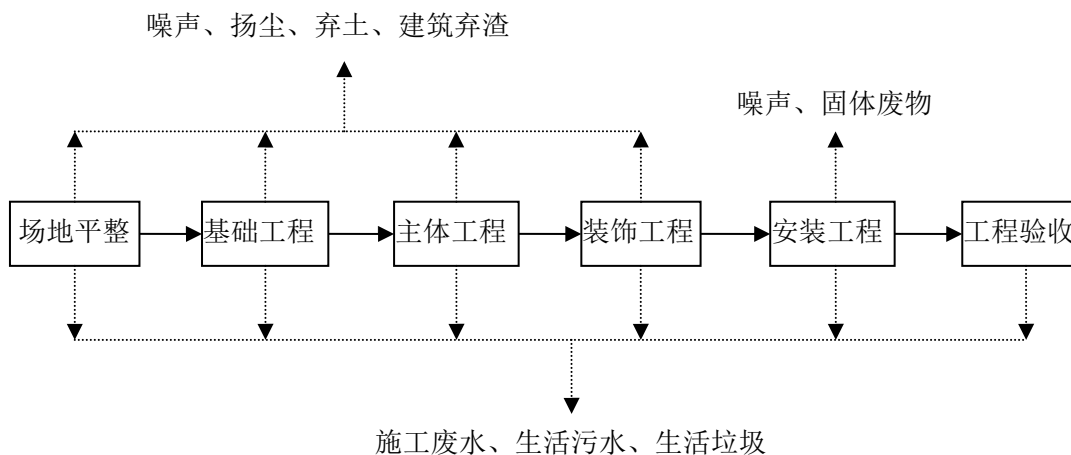 噪声、扬尘、弃土、建筑弃渣
噪声、固体废物
场地平整
基础工程
主体工程
装饰工程
安装工程
工程验收
施工废水、生活污水、生活垃圾